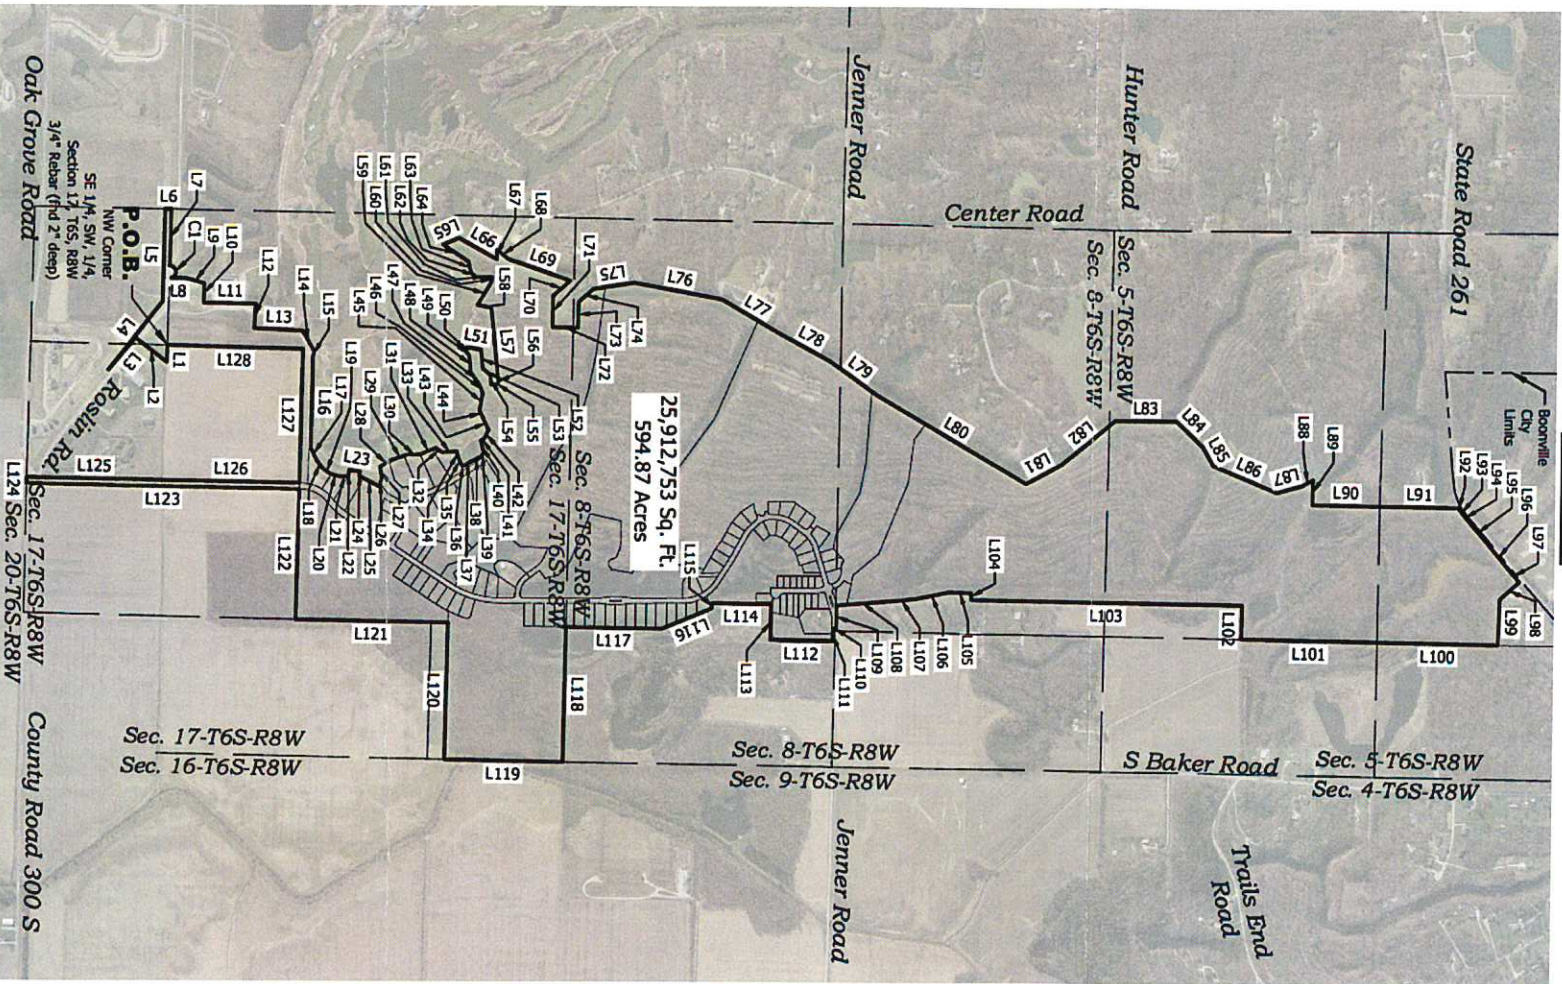 State Road 261
Boonville
City
Limits
Hunter Road
Jenner Road
Center Road
Sec. 5-T6S-R8W
Sec. 8-T6S-R8W
Oak Grove Road
P.O.B.
NW Corner
SE 1/4, SW, 1/4,
Section 17, T6S, R8W
3/4" Rebar (fnd 2" deep)
Roslin Rd.
25,912,753 Sq. Ft.
594.87 Acres
Sec. 8-T6S-R8W
Sec. 17-T6S-R8W
Sec. 17-T6S-R8W
Sec. 20-T6S-R8W
County Road 300 S
Sec. 17-T6S-R8W
Sec. 16-T6S-R8W
Sec. 8-T6S-R8W
Sec. 9-T6S-R8W
S Baker Road
Sec. 5-T6S-R8W
Sec. 4-T6S-R8W
Jenner Road
Trails End
Road
L1
L2
L3
L4
L5
L6
L7
C1
L8
L9
L10
L11
L12
L13
L14
L15
L16
L17
L18
L19
L20
L21
L22
L23
L24
L25
L26
L27
L28
L29
L30
L31
L32
L33
L34
L35
L36
L37
L38
L39
L40
L41
L42
L43
L44
L45
L46
L47
L48
L49
L50
L51
L52
L53
L54
L55
L56
L57
L58
L59
L60
L61
L62
L63
L64
L65
L66
L67
L68
L69
L70
L71
L72
L73
L74
L75
L76
L77
L78
L79
L80
L81
L82
L83
L84
L85
L86
L87
L88
L89
L90
L91
L92
L93
L94
L95
L96
L97
L98
L99
L100
L101
L102
L103
L104
L105
L106
L107
L108
L109
L110
L111
L112
L113
L114
L115
L116
L117
L118
L119
L120
L121
L122
L123
L124
L125
L126
L127
L128